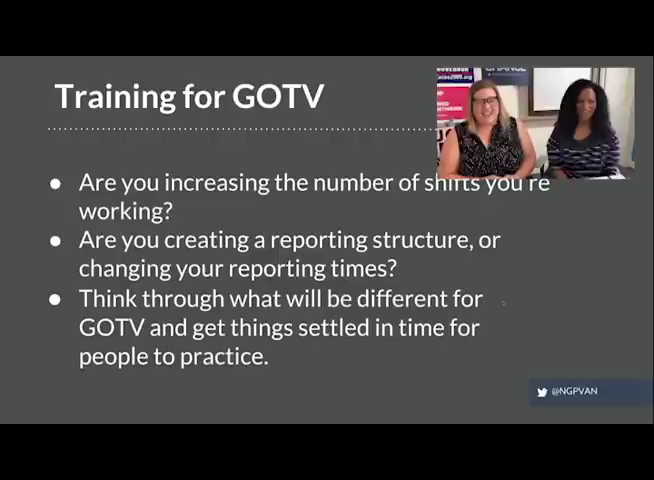 Training for GOTV
CHANGE
● Are you increasing the number of shifts you're
working?
● Are you creating a reporting structure, or
changing your reporting times?
● Think through what will be different for
GOTV and get things settled in time for
people to practice.
@NGPVAN